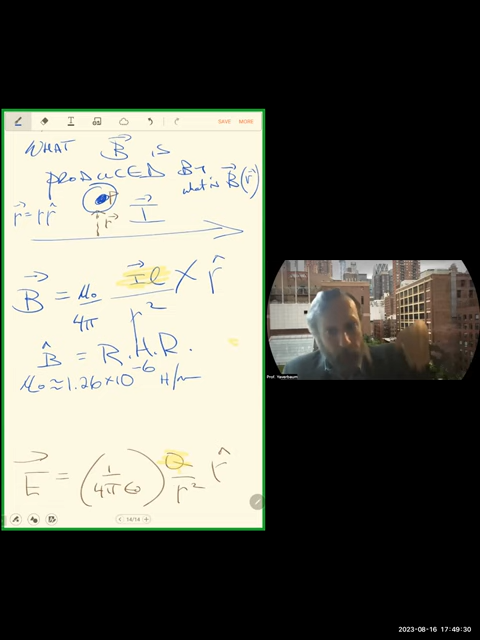 SAVE MORE
WHAT B⃗ IS
PRODUCED BY I⃗
what is B⃗(r⃗)
r⃗ = r r̂
r⃗
B⃗ = μ₀/4π I⃗l/r² × r̂
B̂ = R.H.R.
μ₀ ≈ 1.26×10⁻⁶ H/m
E⃗ = (1/4πϵ₀) Q/r² r̂
14/14
Prof. Yaverbaum
2023-08-16 17:49:30